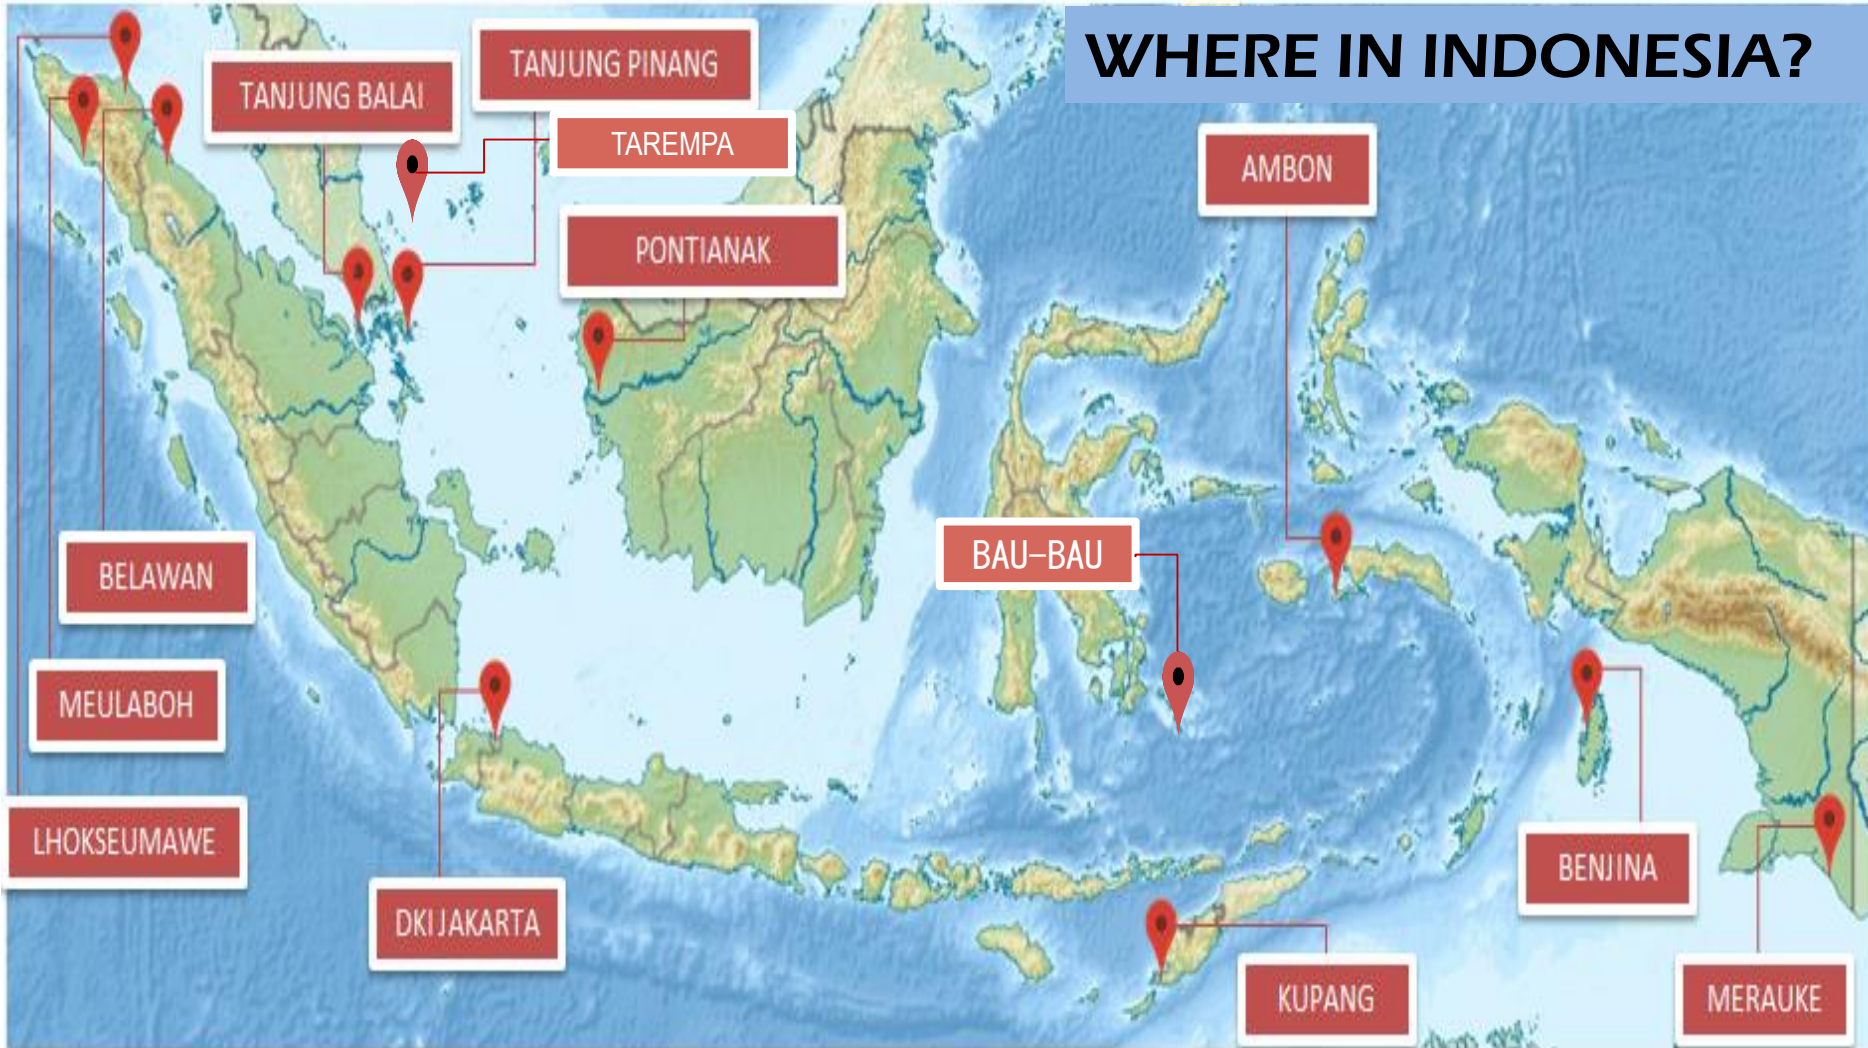 WHERE IN INDONESIA?
TANJUNG PINANG
TANJUNG BALAI
TAREMPA
AMBON
PONTIANAK
BAU–BAU
BELAWAN
MEULABOH
LHOKSEUMAWE
BENJINA
DKI JAKARTA
KUPANG
MERAUKE